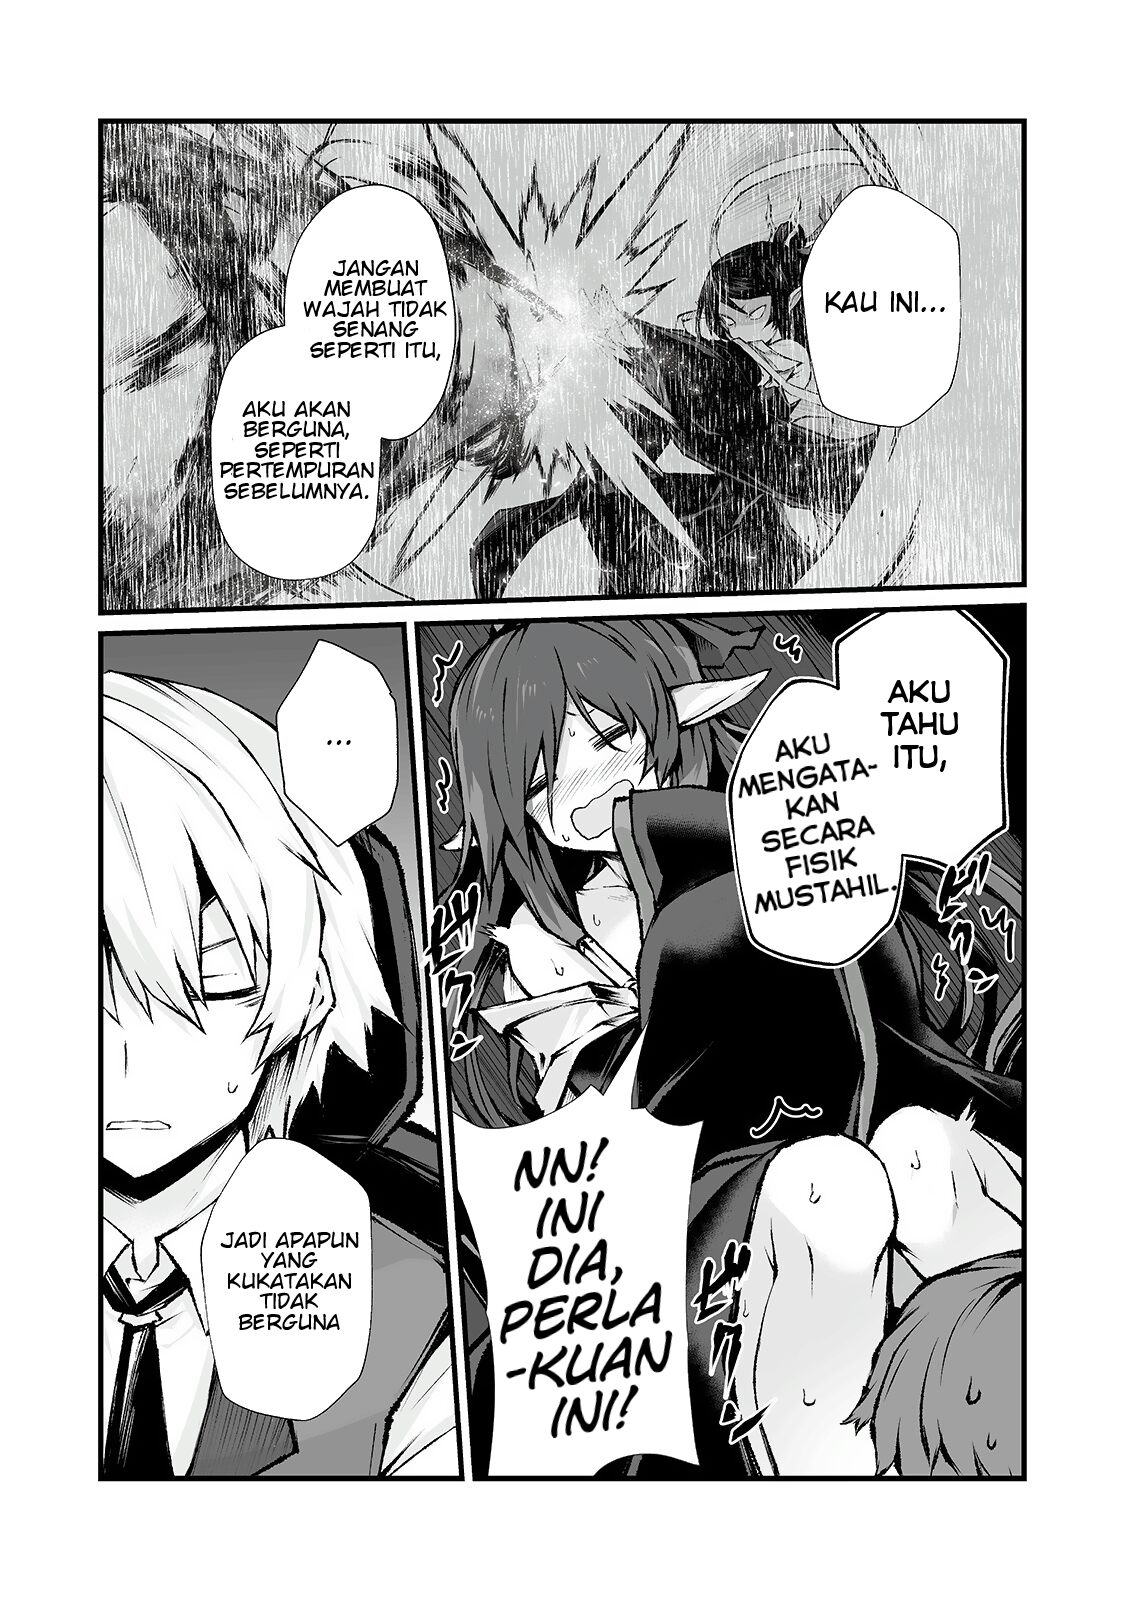 KAU INI...
JANGAN
MEMBUAT
WAJAH TIDAK
SENANG
SEPERTI ITU,
AKU AKAN
BERGUNA,
SEPERTI
PERTEMPURAN
SEBELUMNYA.
AKU
TAHU
ITU,
AKU
MENGATA-
KAN
SECARA
FISIK
MUSTAHIL.
NN!
INI
DIA,
PERLA
-KUAN
INI!
...
JADI APAPUN
YANG
KUKATAKAN
TIDAK
BERGUNA